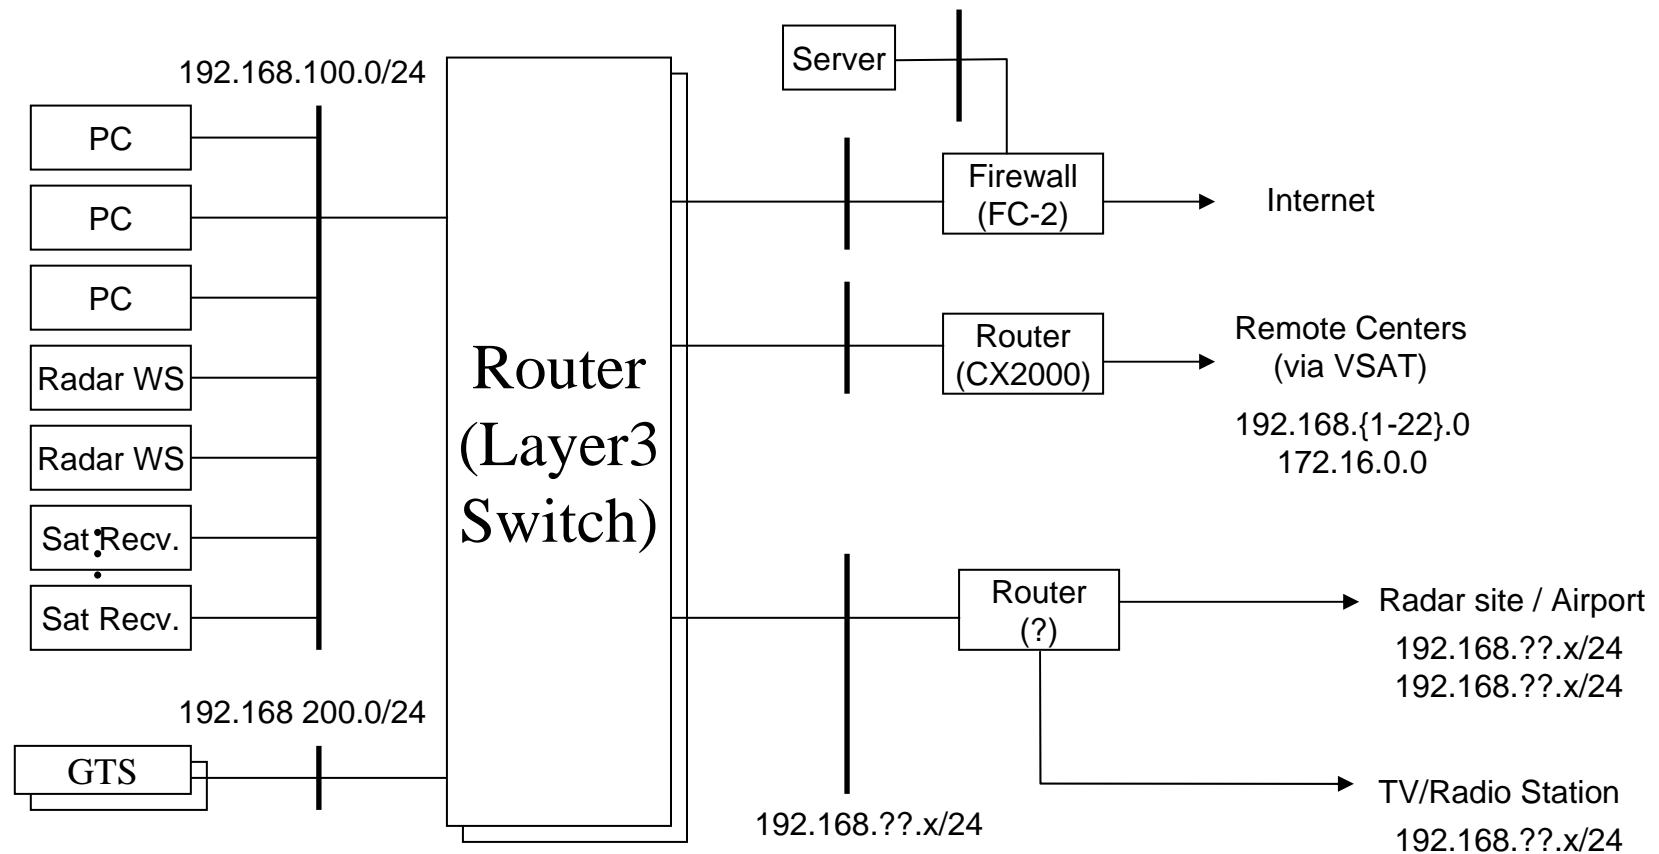 192.168.100.0/24
PC
PC
PC
Radar WS
Radar WS
Sat Recv.
Sat Recv.
192.168 200.0/24
GTS
Router
(Layer3
Switch)
Server
Firewall
(FC-2)
Internet
Router
(CX2000)
Remote Centers
(via VSAT)
192.168.{1-22}.0
172.16.0.0
Router
(?)
192.168.??.x/24
Radar site / Airport
192.168.??.x/24
192.168.??.x/24
TV/Radio Station
192.168.??.x/24